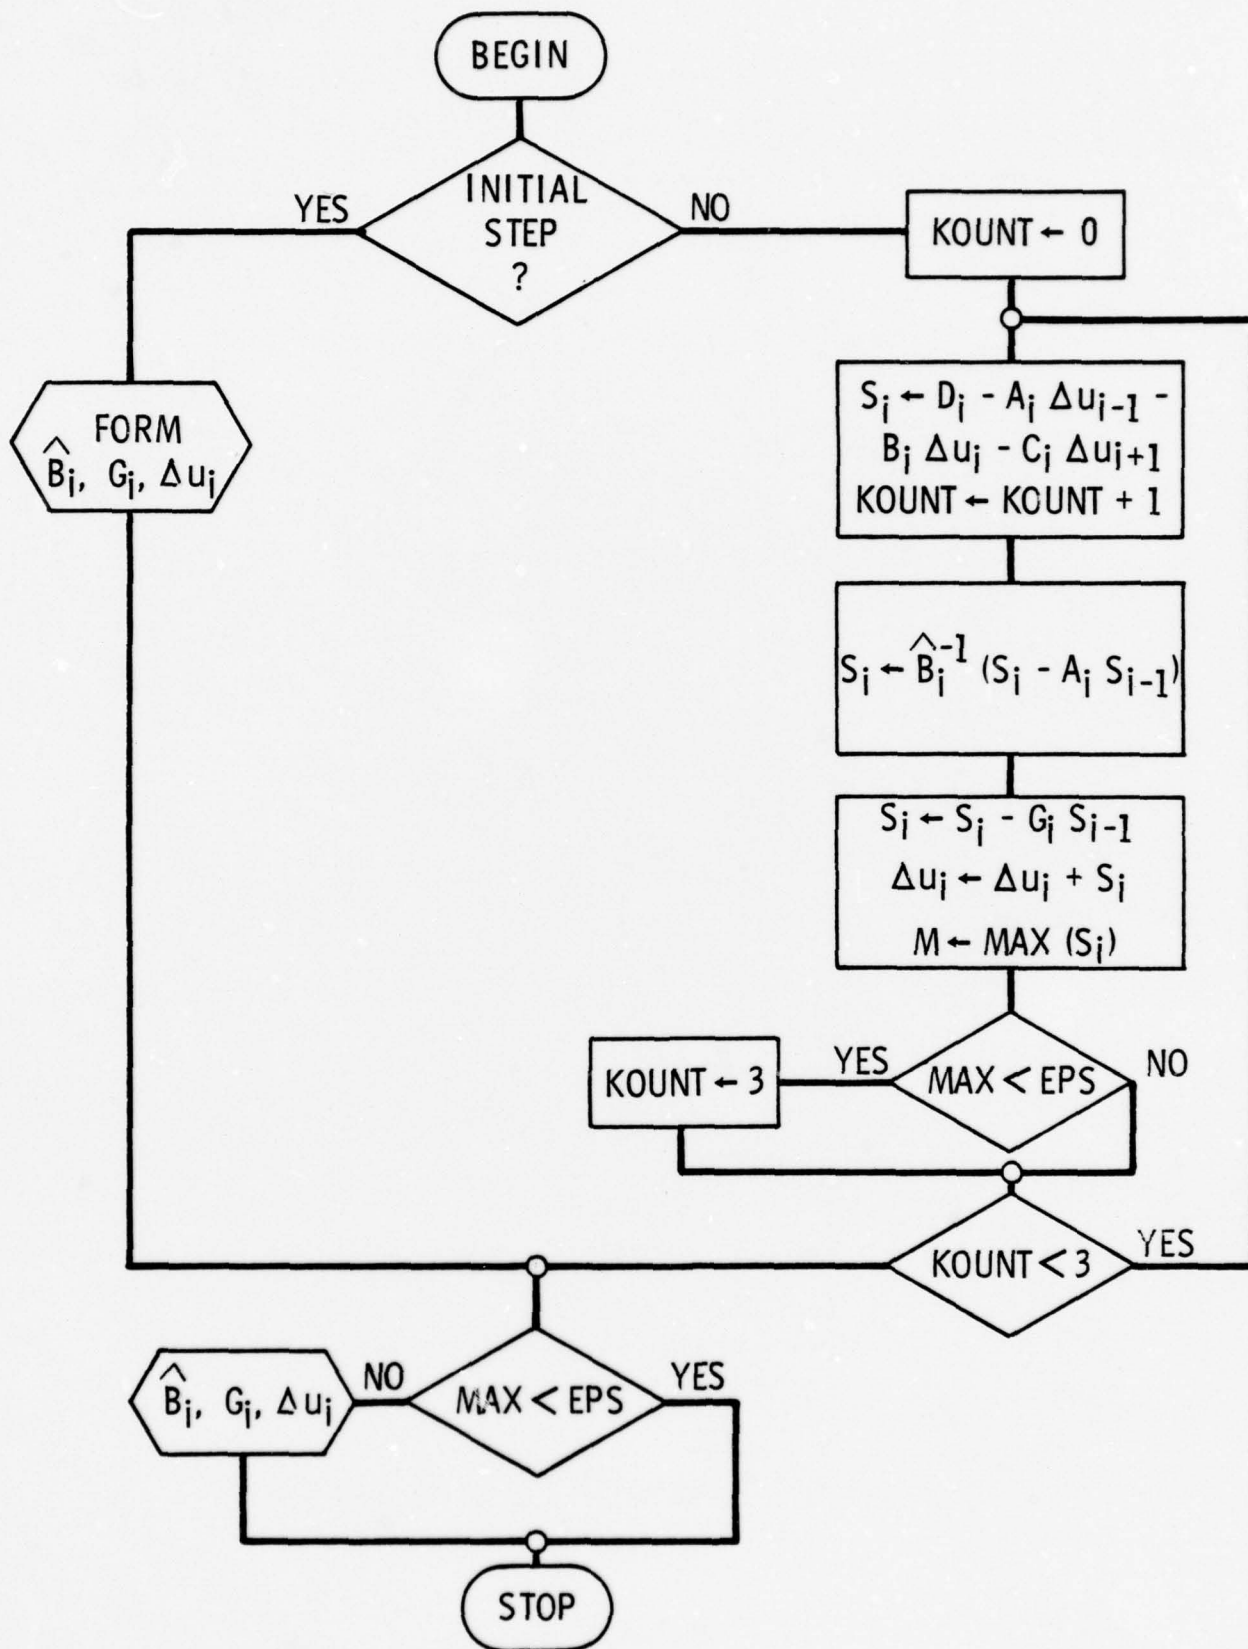 BEGIN
INITIAL
STEP
?
YES
NO
KOUNT ← 0
FORM
B̂i, Gi, Δui
Si ← Di - Ai Δui-1 -
Bi Δui - Ci Δui+1
KOUNT ← KOUNT + 1
Si ← B̂i^-1 (Si - Ai Si-1)
Si ← Si - Gi Si-1
Δui ← Δui + Si
M ← MAX (Si)
MAX < EPS
YES
NO
KOUNT ← 3
KOUNT < 3
YES
MAX < EPS
NO
YES
B̂i, Gi, Δui
STOP